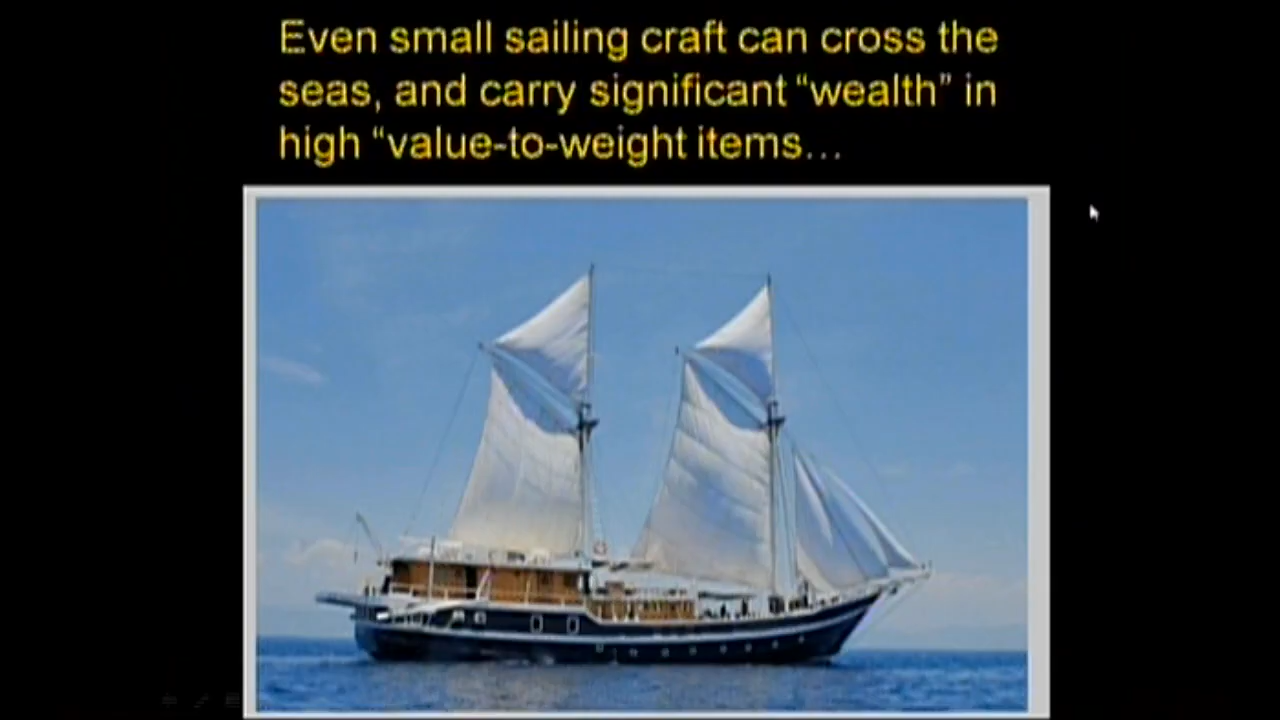 Even small sailing craft can cross the
seas, and carry significant “wealth” in
high “value-to-weight items…